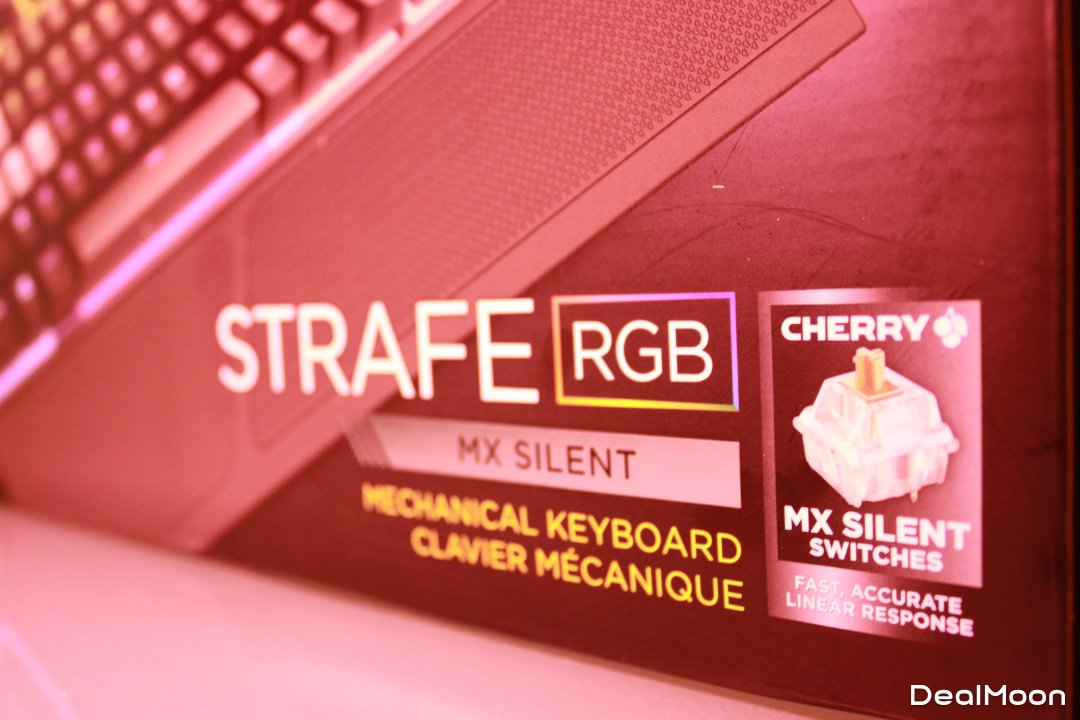 STRAFE RGB
MX SILENT
MECHANICAL KEYBOARD
CLAVIER MÉCANIQUE
CHERRY
MX SILENT
SWITCHES
FAST, ACCURATE
LINEAR RESPONSE
DealMoon